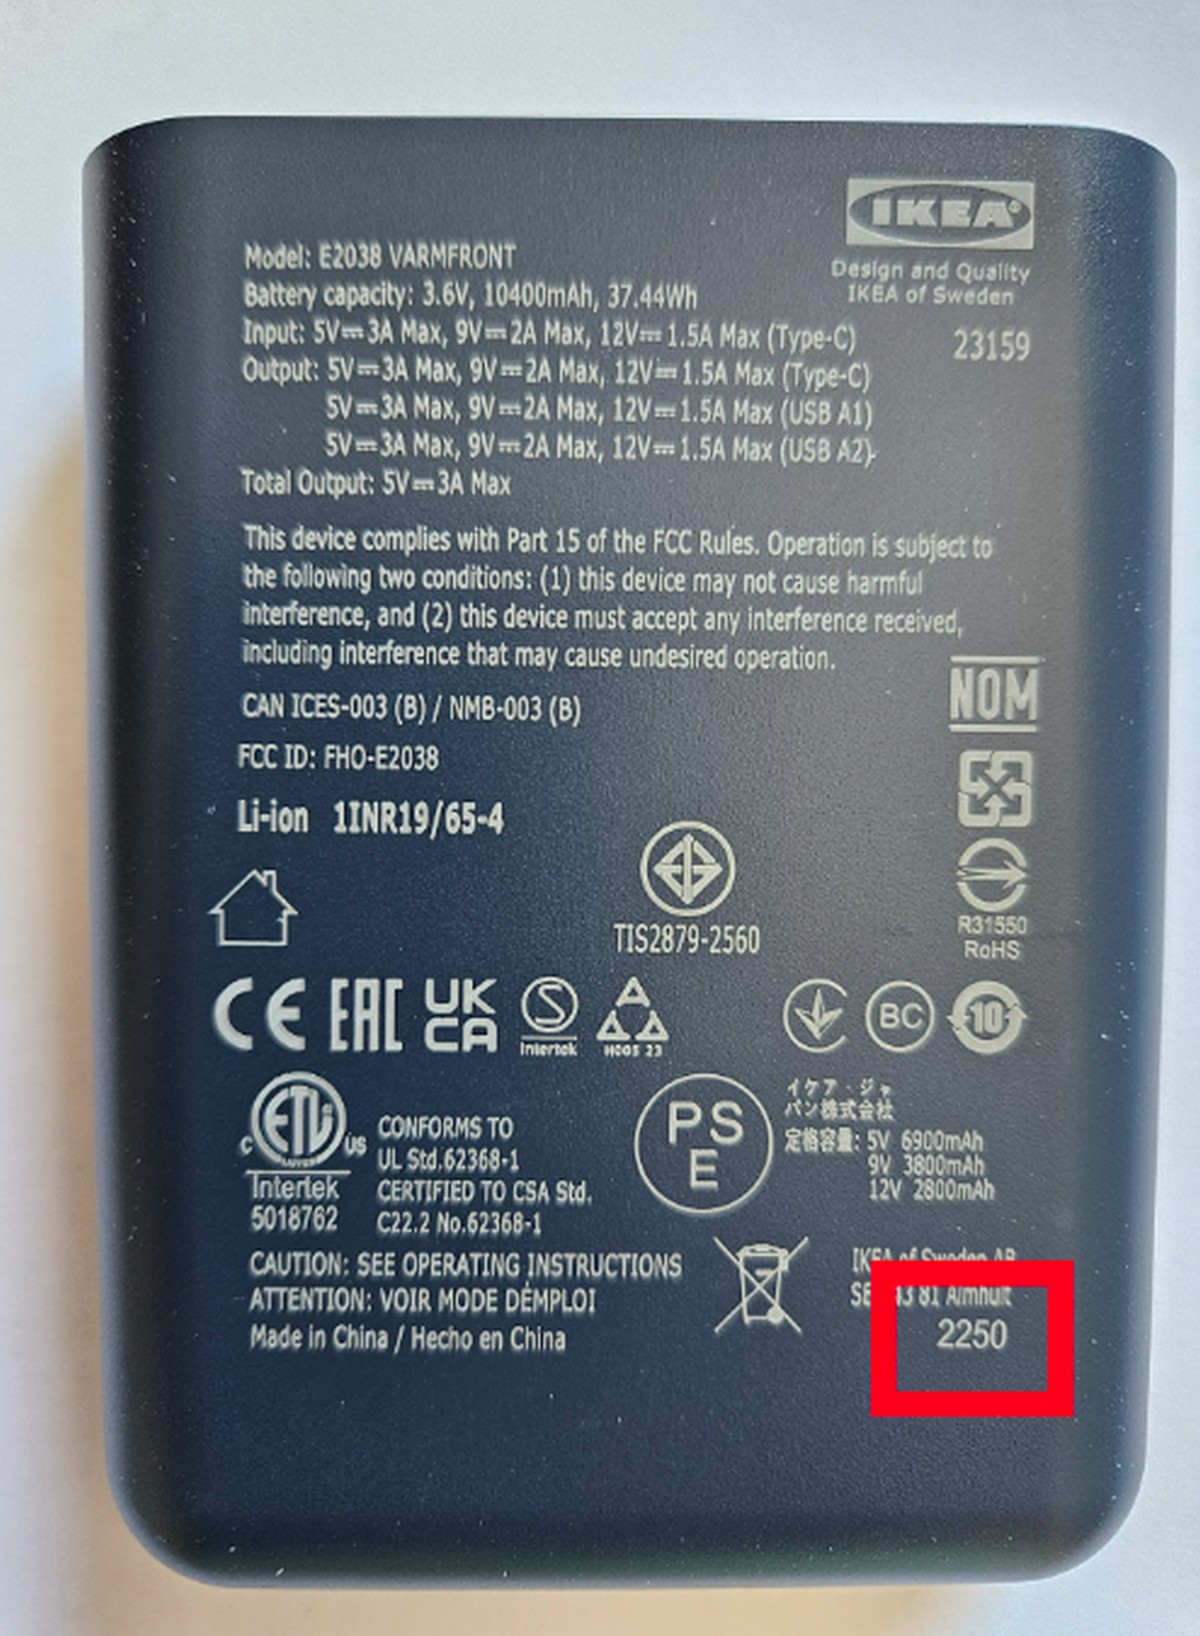 IKEA®
Design and Quality
IKEA of Sweden
23159
Model: E2038 VARMFRONT
Battery capacity: 3.6V, 10400mAh, 37.44Wh
Input: 5V⎓3A Max, 9V⎓2A Max, 12V⎓1.5A Max (Type-C)
Output: 5V⎓3A Max, 9V⎓2A Max, 12V⎓1.5A Max (Type-C)
5V⎓3A Max, 9V⎓2A Max, 12V⎓1.5A Max (USB A1)
5V⎓3A Max, 9V⎓2A Max, 12V⎓1.5A Max (USB A2)
Total Output: 5V⎓3A Max
This device complies with Part 15 of the FCC Rules. Operation is subject to
the following two conditions: (1) this device may not cause harmful
interference, and (2) this device must accept any interference received,
including interference that may cause undesired operation.
CAN ICES-003 (B) / NMB-003 (B)
FCC ID: FHO-E2038
Li-ion 1INR19/65-4
NOM
R31550
RoHS
TIS2879-2560
CE EAC UK
CA
S
Intertek
BC
10
ETL
C US
Intertek
5018762
CONFORMS TO
UL Std.62368-1
CERTIFIED TO CSA Std.
C22.2 No.62368-1
PS
E
イケア・ジャ
パン株式会社
定格容量: 5V 6900mAh
9V 3800mAh
12V 2800mAh
CAUTION: SEE OPERATING INSTRUCTIONS
ATTENTION: VOIR MODE DÉMPLOI
Made in China / Hecho en China
IKEA of Sweden AB
81 Älmhult
2250